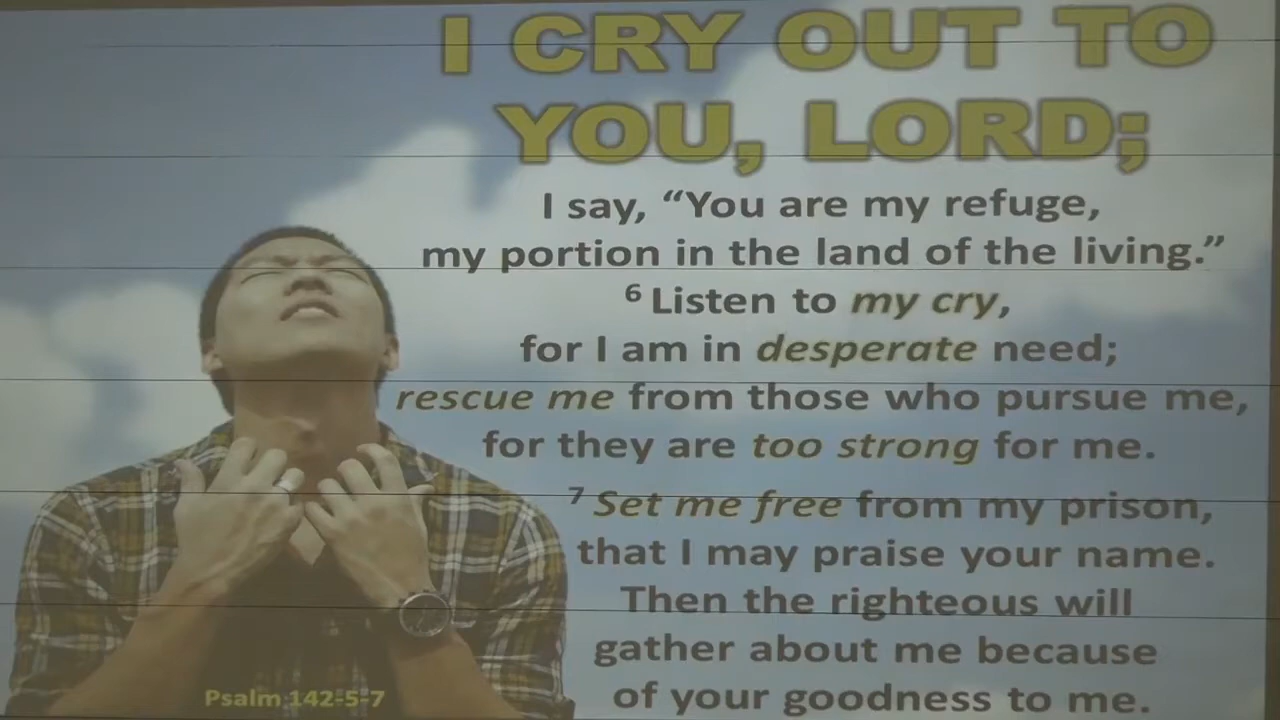 I CRY OUT TO
YOU, LORD;
I say, “You are my refuge,
my portion in the land of the living.”
6 Listen to my cry,
for I am in desperate need;
rescue me from those who pursue me,
for they are too strong for me.
7 Set me free from my prison,
that I may praise your name.
Then the righteous will
gather about me because
of your goodness to me.
Psalm 142-5-7